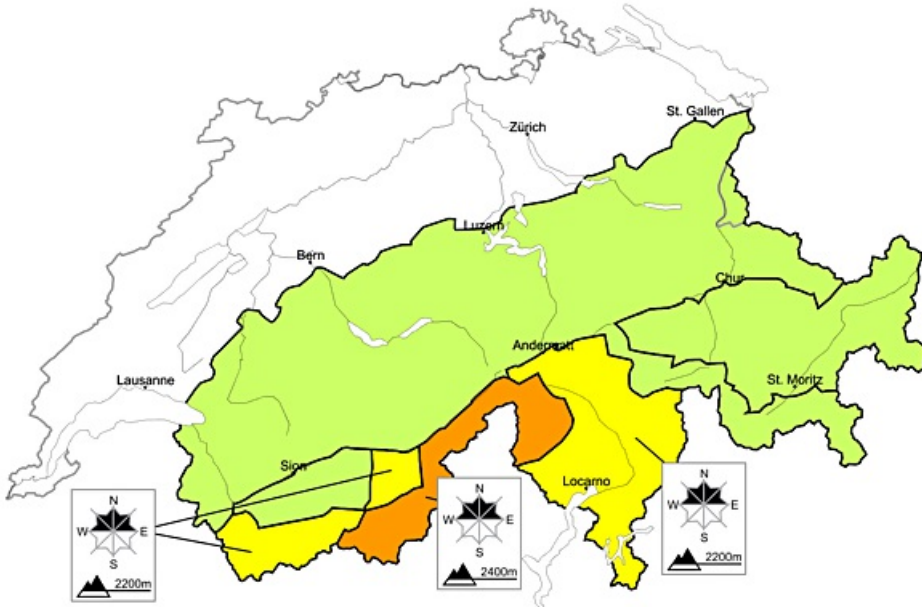 St. Gallen
Zürich
Luzern
Bern
Chur
Andermatt
Lausanne
St. Moritz
Sion
Locarno
N
W E
S
2200m
N
W E
S
2400m
N
W E
S
2200m